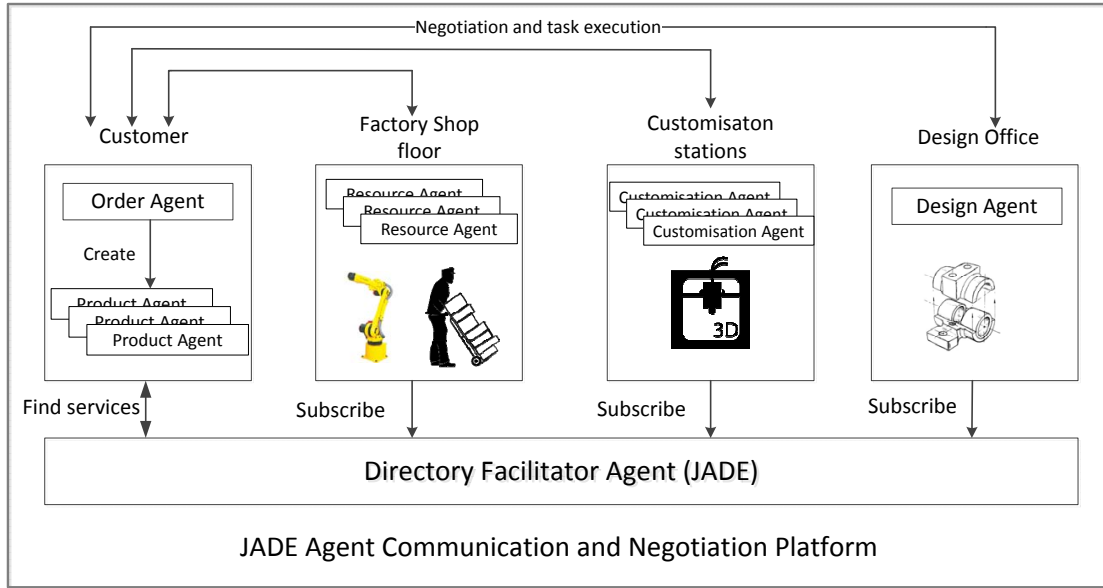 Negotiation and task execution
Customer
Factory Shop
floor
Customisaton
stations
Design Office
Order Agent
Create
Product Agent
Product Agent
Product Agent
Resource Agent
Resource Agent
Resource Agent
Customisation Agent
Customisation Agent
Customisation Agent
3D
Design Agent
Find services
Subscribe
Subscribe
Subscribe
Directory Facilitator Agent (JADE)
JADE Agent Communication and Negotiation Platform